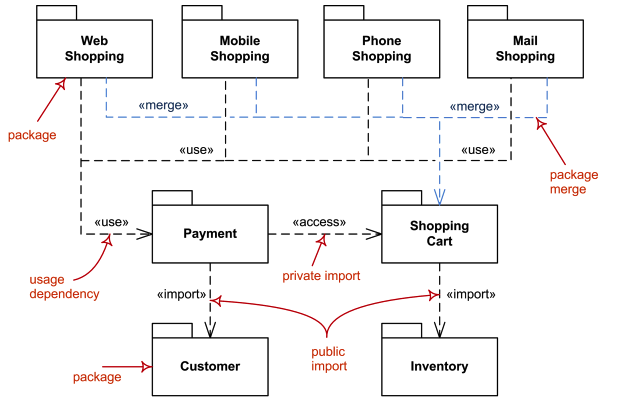 Web
Shopping
Mobile
Shopping
Phone
Shopping
Mail
Shopping
«merge»
«merge»
package
«use»
«use»
package
merge
«use»
Payment
«access»
Shopping
Cart
usage
dependency
private import
«import»
«import»
public
import
package
Customer
Inventory